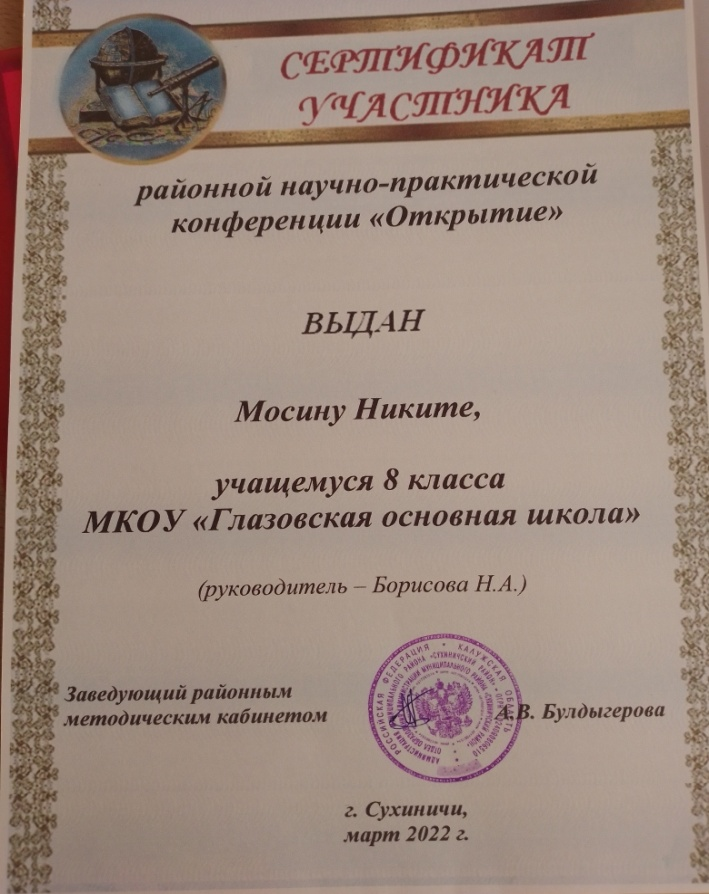 СЕРТИФИКАТ
УЧАСТНИКА
районной научно-практической
конференции «Открытие»
ВЫДАН
Мосину Никите,
учащемуся 8 класса
МКОУ «Глазовская основная школа»
(руководитель – Борисова Н.А.)
Заведующий районным
методическим кабинетом
А.В. Булдыгерова
РОССИЙСКАЯ ФЕДЕРАЦИЯ * КАЛУЖСКАЯ ОБЛАСТЬ
г. Сухиничи,
март 2022 г.